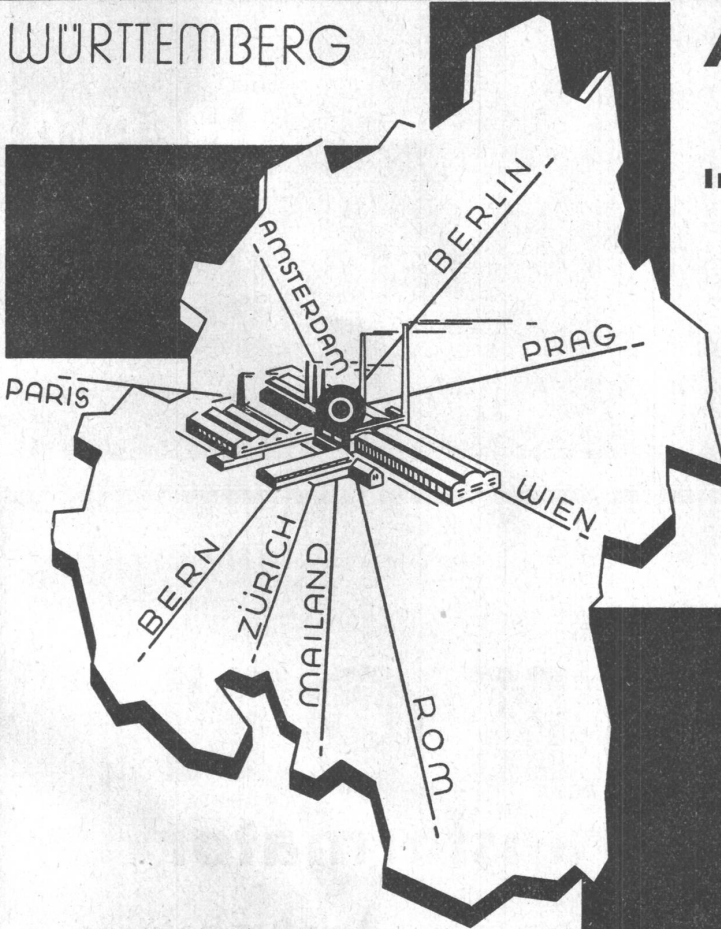 WÜRTTEMBERG
AMSTERDAM
BERLIN
PRAG
PARIS
WIEN
BERN
ZÜRICH
MAILAND
ROM